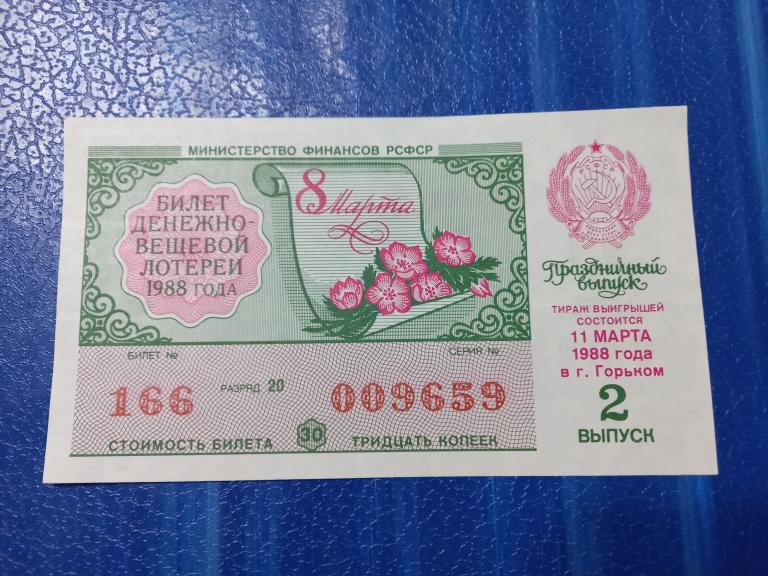 МИНИСТЕРСТВО ФИНАНСОВ РСФСР
БИЛЕТ
ДЕНЕЖНО-
ВЕЩЕВОЙ
ЛОТЕРЕИ
1988 ГОДА
8 Марта
РСФСР
Праздничный
выпуск
ТИРАЖ ВЫИГРЫШЕЙ
СОСТОИТСЯ
11 МАРТА
1988 года
в г. Горьком
2
ВЫПУСК
БИЛЕТ № СЕРИЯ №
166 РАЗРЯД 20 009659
СТОИМОСТЬ БИЛЕТА 30 ТРИДЦАТЬ КОПЕЕК